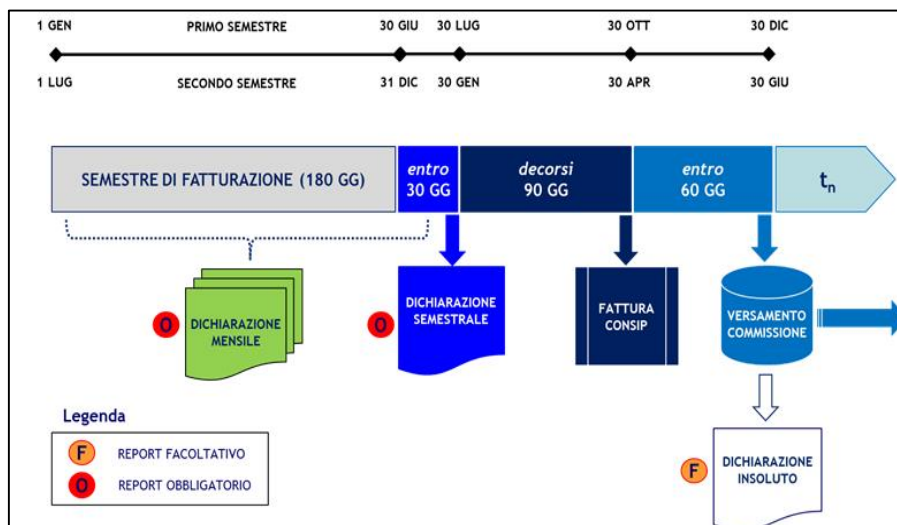 1 GEN PRIMO SEMESTRE 30 GIU 30 LUG 30 OTT 30 DIC
1 LUG SECONDO SEMESTRE 31 DIC 30 GEN 30 APR 30 GIU
SEMESTRE DI FATTURAZIONE (180 GG)
entro
30 GG
decorsi
90 GG
entro
60 GG
tn
O
DICHIARAZIONE
MENSILE
O
DICHIARAZIONE
SEMESTRALE
FATTURA
CONSIP
VERSAMENTO
COMMISSIONE
Legenda
F REPORT FACOLTATIVO
O REPORT OBBLIGATORIO
F
DICHIARAZIONE
INSOLUTO